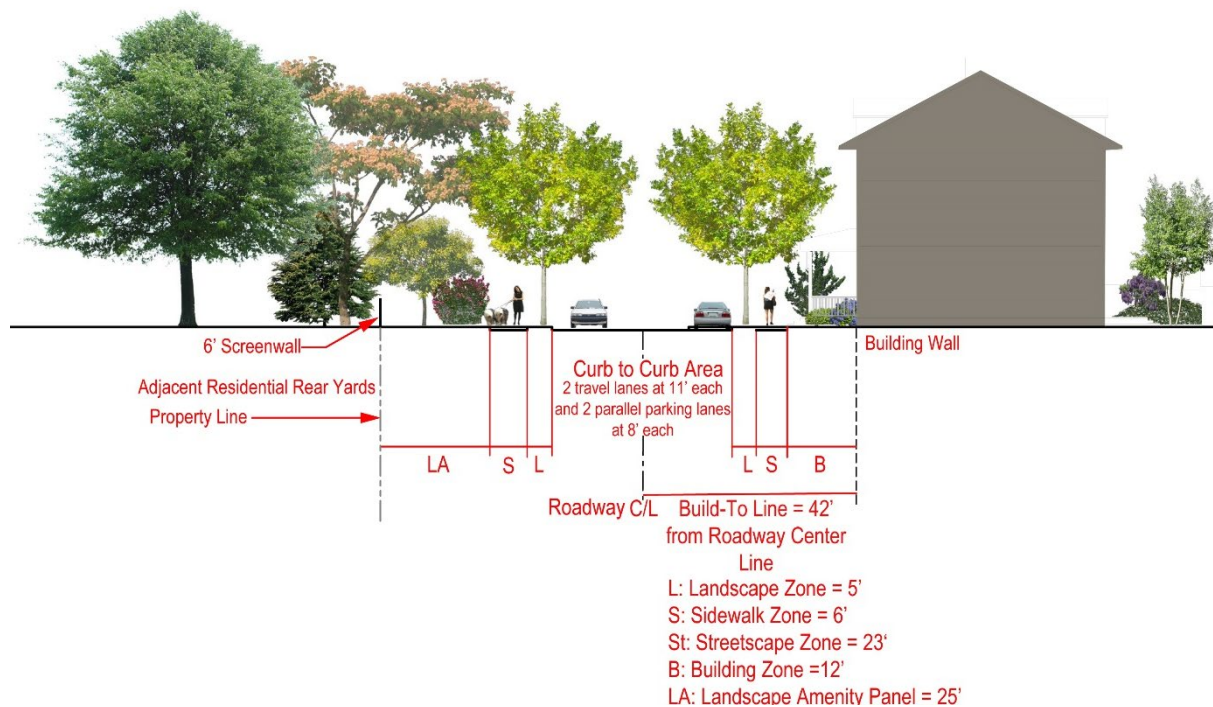 6' Screenwall
Adjacent Residential Rear Yards
Property Line
Curb to Curb Area
2 travel lanes at 11' each
and 2 parallel parking lanes
at 8' each
Building Wall
LA
S
L
L
S
B
Roadway C/L
Build-To Line = 42'
from Roadway Center
Line
L: Landscape Zone = 5'
S: Sidewalk Zone = 6'
St: Streetscape Zone = 23'
B: Building Zone =12'
LA: Landscape Amenity Panel = 25'